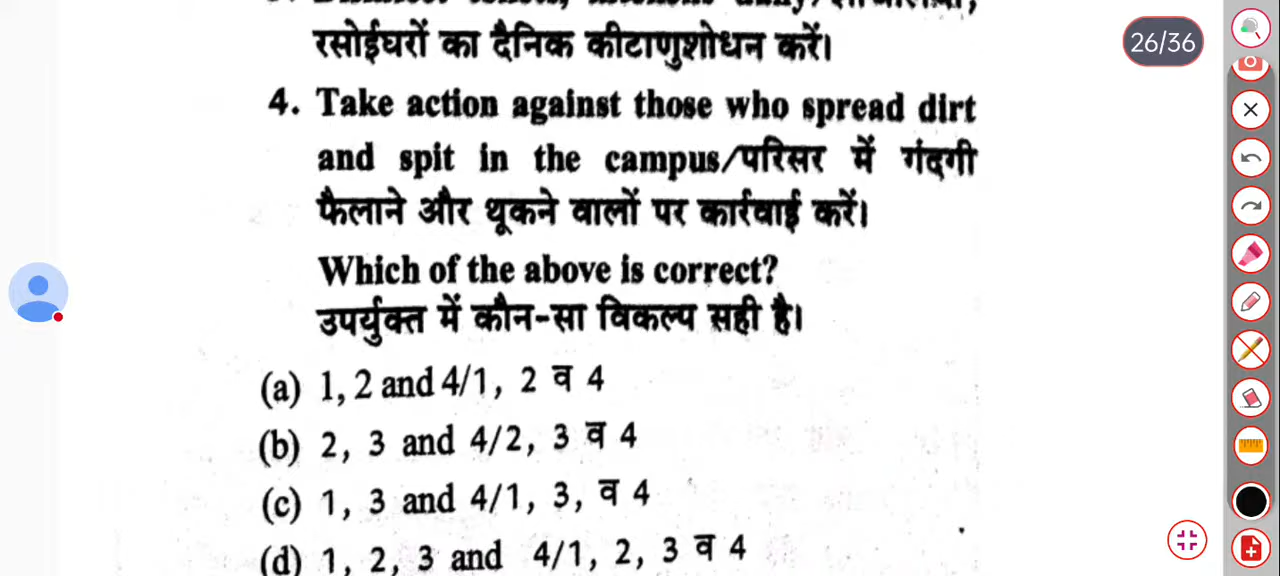 रसोईघरों का दैनिक कीटाणुशोधन करें।
4. Take action against those who spread dirt
and spit in the campus/परिसर में गंदगी
फैलाने और थूकने वालों पर कार्रवाई करें।
Which of the above is correct?
उपर्युक्त में कौन-सा विकल्प सही है।
(a) 1, 2 and 4/1, 2 व 4
(b) 2, 3 and 4/2, 3 व 4
(c) 1, 3 and 4/1, 3, व 4
(d) 1, 2, 3 and 4/1, 2, 3 व 4
26/36